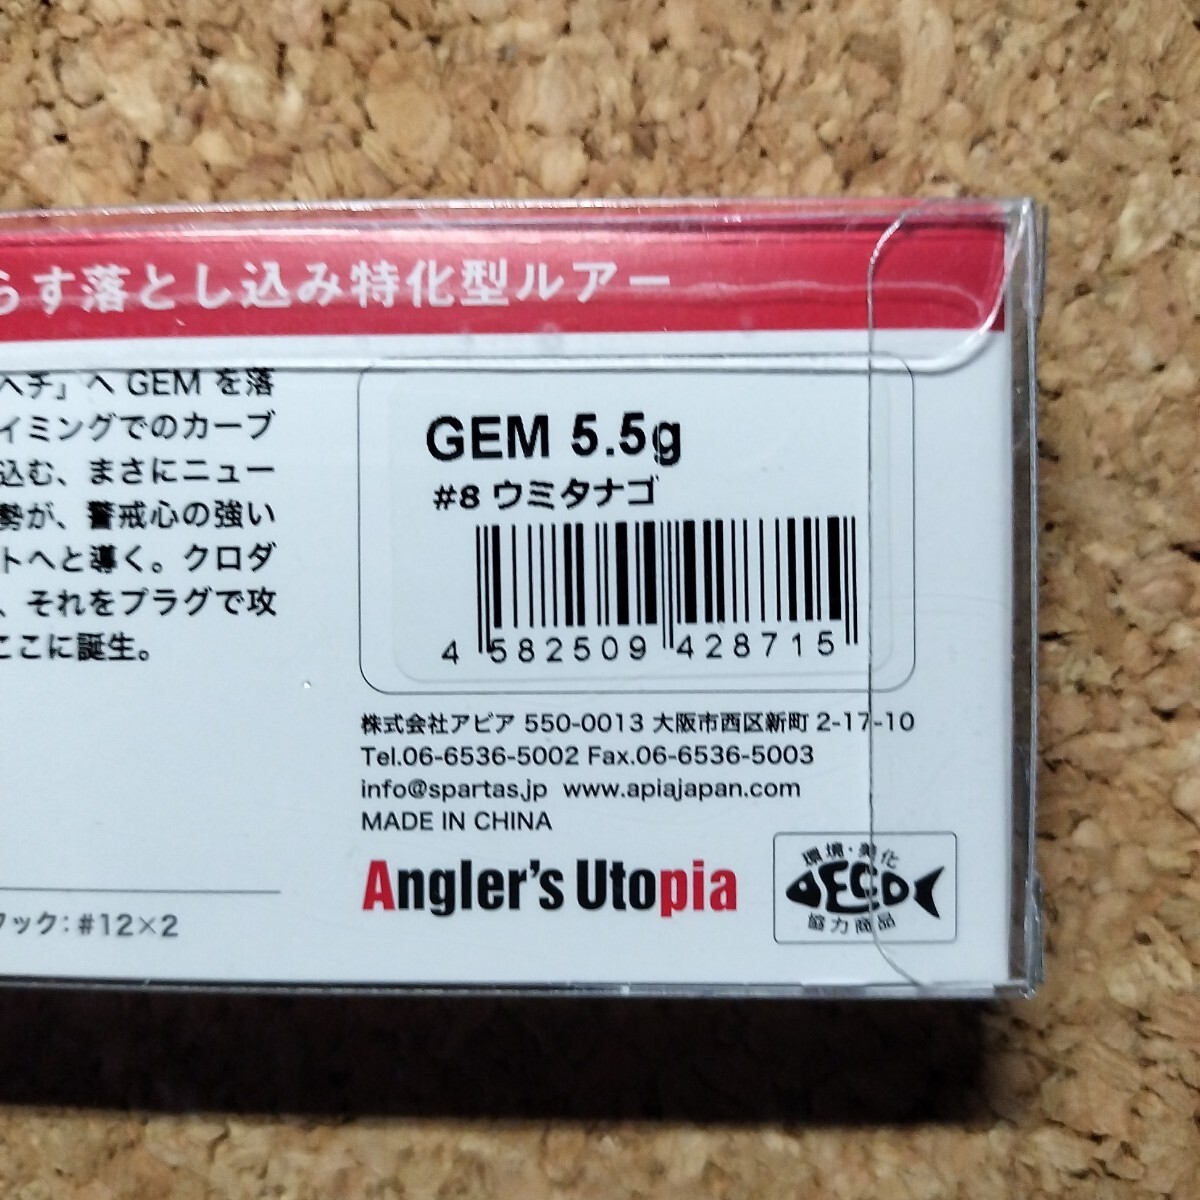 らす落とし込み特化型ルアー
ヘチ」へ GEM を落
イミングでのカーブ
込む、まさにニュー
勢が、警戒心の強い
トへと導く。クロダ
、それをプラグで攻
ここに誕生。
フック:#12×2
GEM 5.5g
#8 ウミタナゴ
4 582509 428715
株式会社アピア 550-0013 大阪市西区新町 2-17-10
Tel.06-6536-5002 Fax.06-6536-5003
info@spartas.jp www.apiajapan.com
MADE IN CHINA
Angler's Utopia
環境・美化
ECO
協力商品